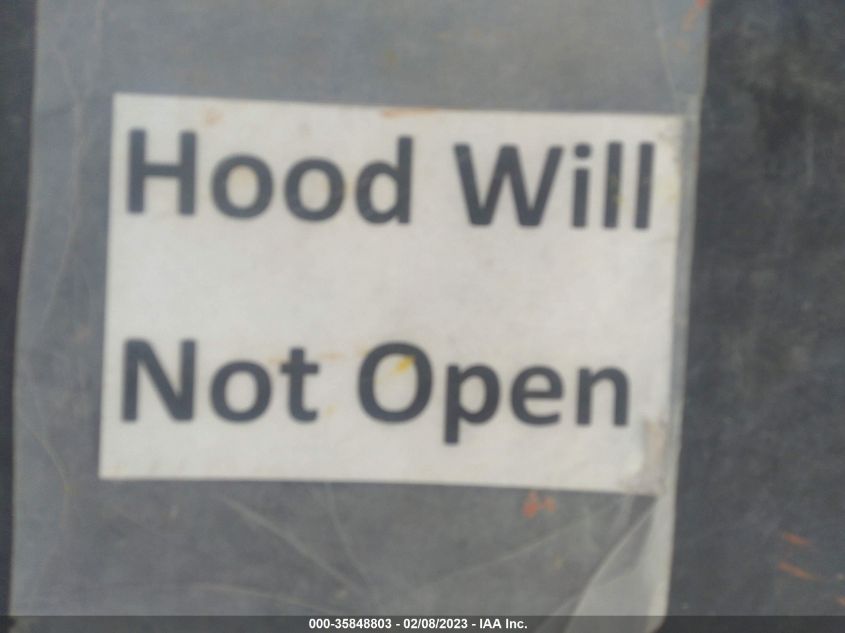 Hood Will
Not Open
000-35848803 - 02/08/2023 - IAA Inc.